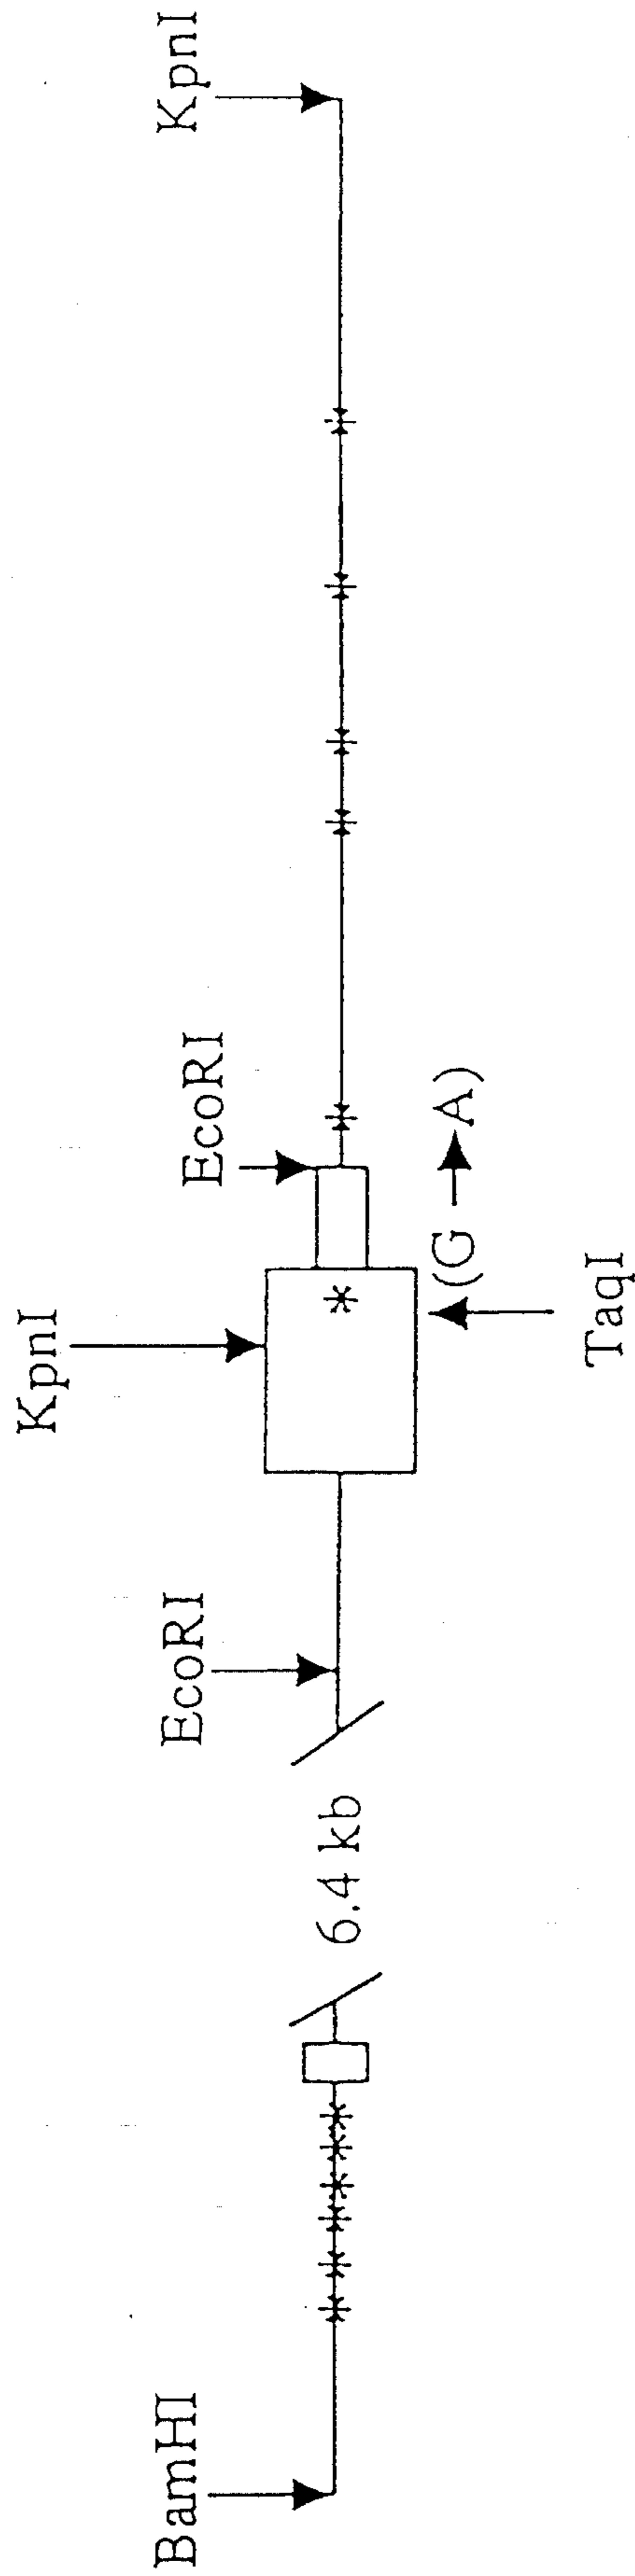 BamHI
6.4 kb
EcoRI
KpnI
*
(G → A)
TaqI
EcoRI
KpnI